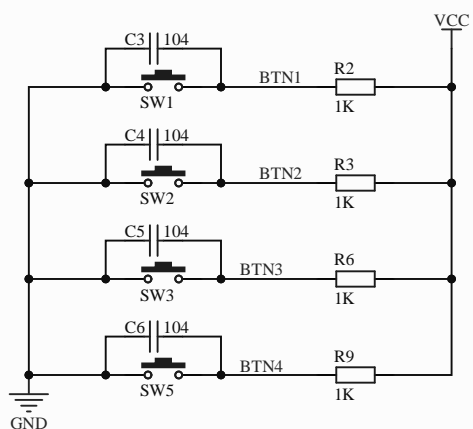 VCC
C3 104
BTN1
R2
SW1
1K
C4 104
BTN2
R3
SW2
1K
C5 104
BTN3
R6
SW3
1K
C6 104
BTN4
R9
SW5
1K
GND